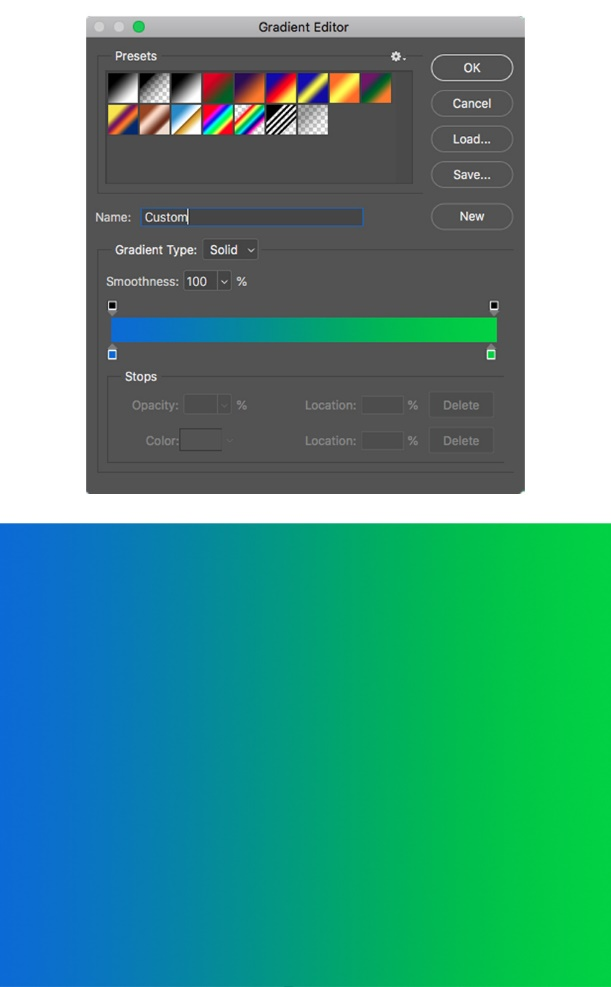 Gradient Editor
Presets
OK
Cancel
Load...
Save...
Name: Custom
New
Gradient Type: Solid
Smoothness: 100 %
Stops
Opacity: % Location: % Delete
Color: Location: % Delete